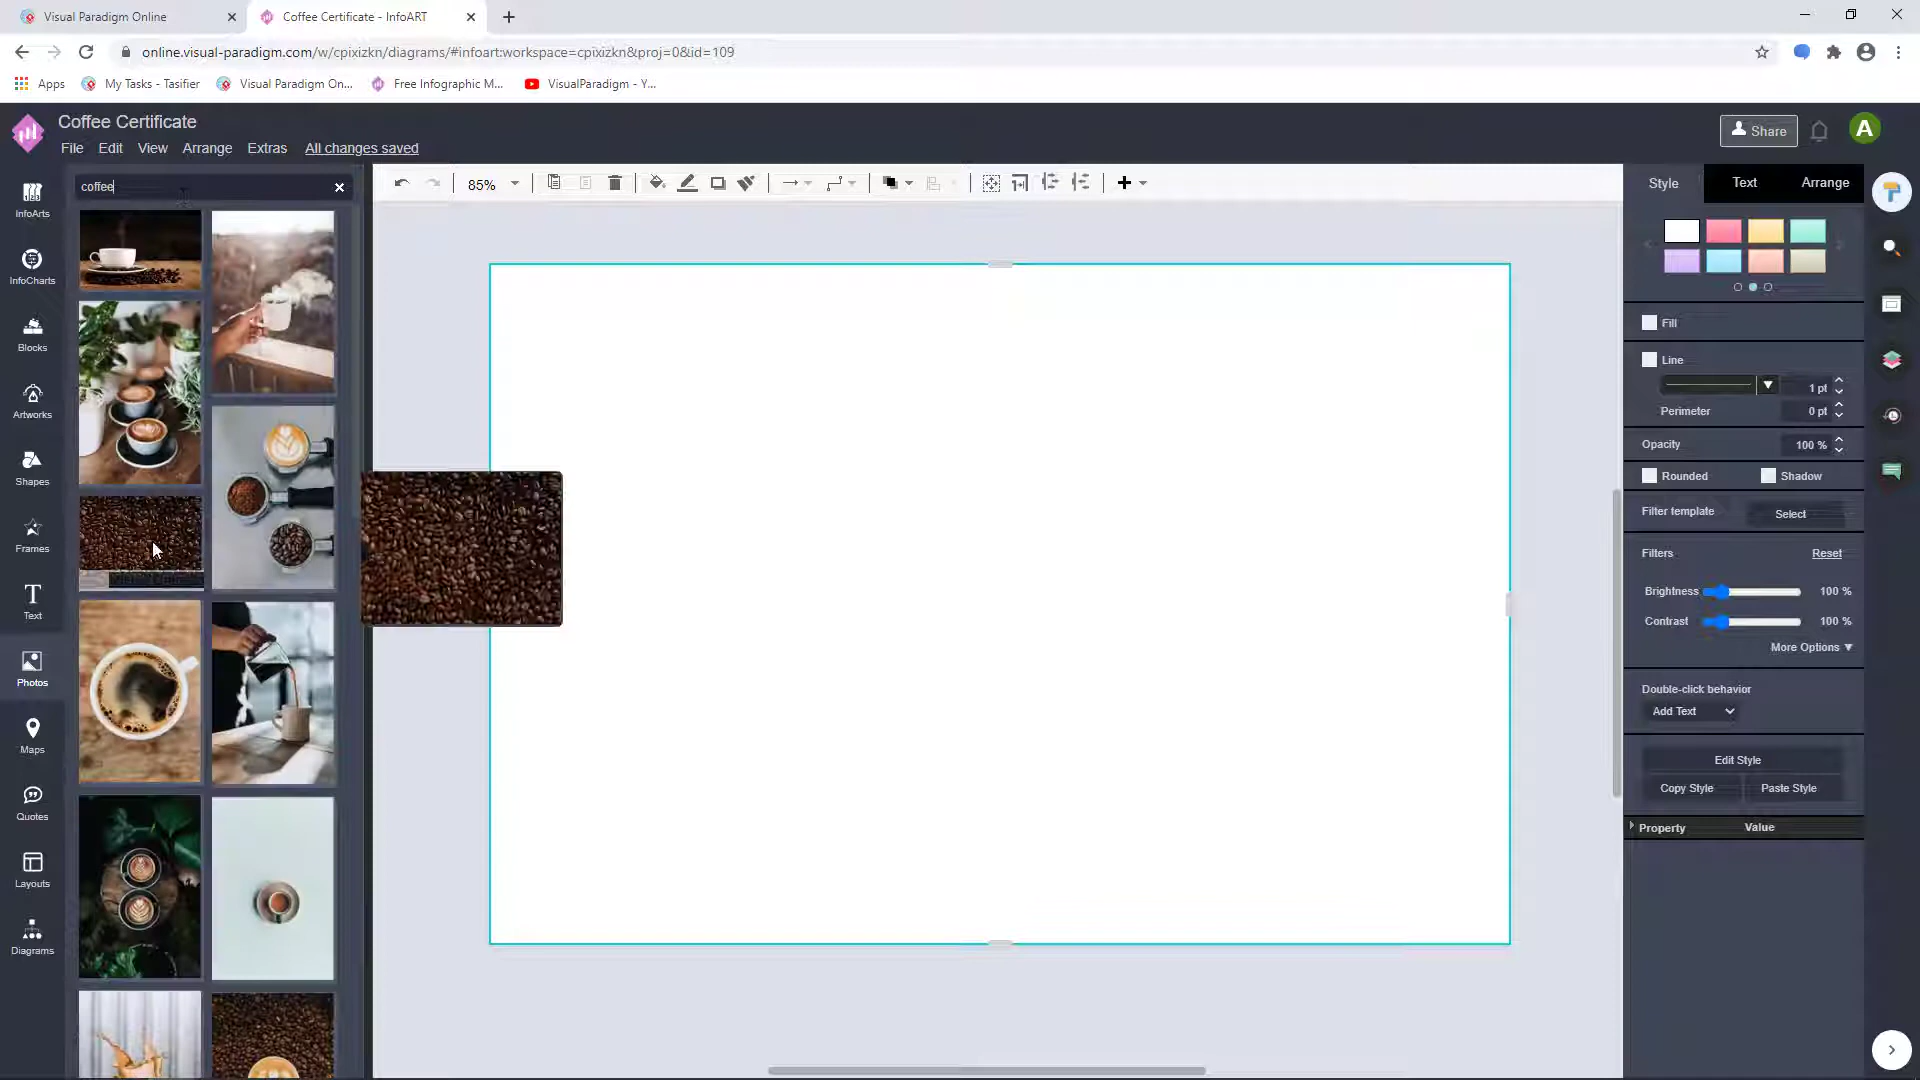 Visual Paradigm Online
Coffee Certificate - InfoART
online.visual-paradigm.com/w/cpixizkn/diagrams/#infoart:workspace=cpixizkn&proj=0&id=109
Apps
My Tasks - Tasifier
Visual Paradigm On...
Free Infographic M...
VisualParadigm - Y...
Coffee Certificate
File Edit View Arrange Extras All changes saved
Share
A
coffee
85%
Style Text Arrange
InfoArts
InfoCharts
Blocks
Artworks
Shapes
Frames
Text
Photos
Maps
Quotes
Layouts
Diagrams
Fill
Line
1 pt
Perimeter 0 pt
Opacity 100 %
Rounded Shadow
Filter template Select
Filters Reset
Brightness 100 %
Contrast 100 %
More Options
Double-click behavior
Add Text
Edit Style
Copy Style Paste Style
Property Value